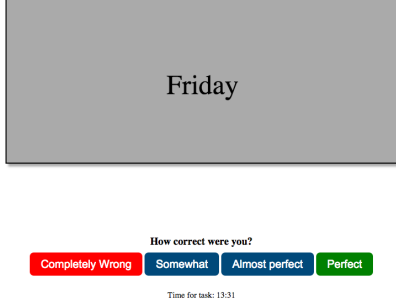 Friday
How correct were you?
Completely Wrong Somewhat Almost perfect Perfect
Time for task: 13:31